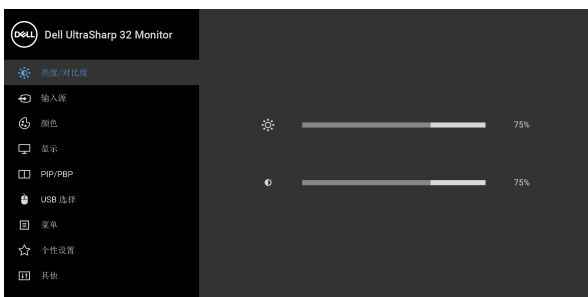 DELL Dell UltraSharp 32 Monitor
亮度/对比度
输入源
颜色
75%
显示
PIP/PBP
75%
USB 选择
菜单
个性设置
其他